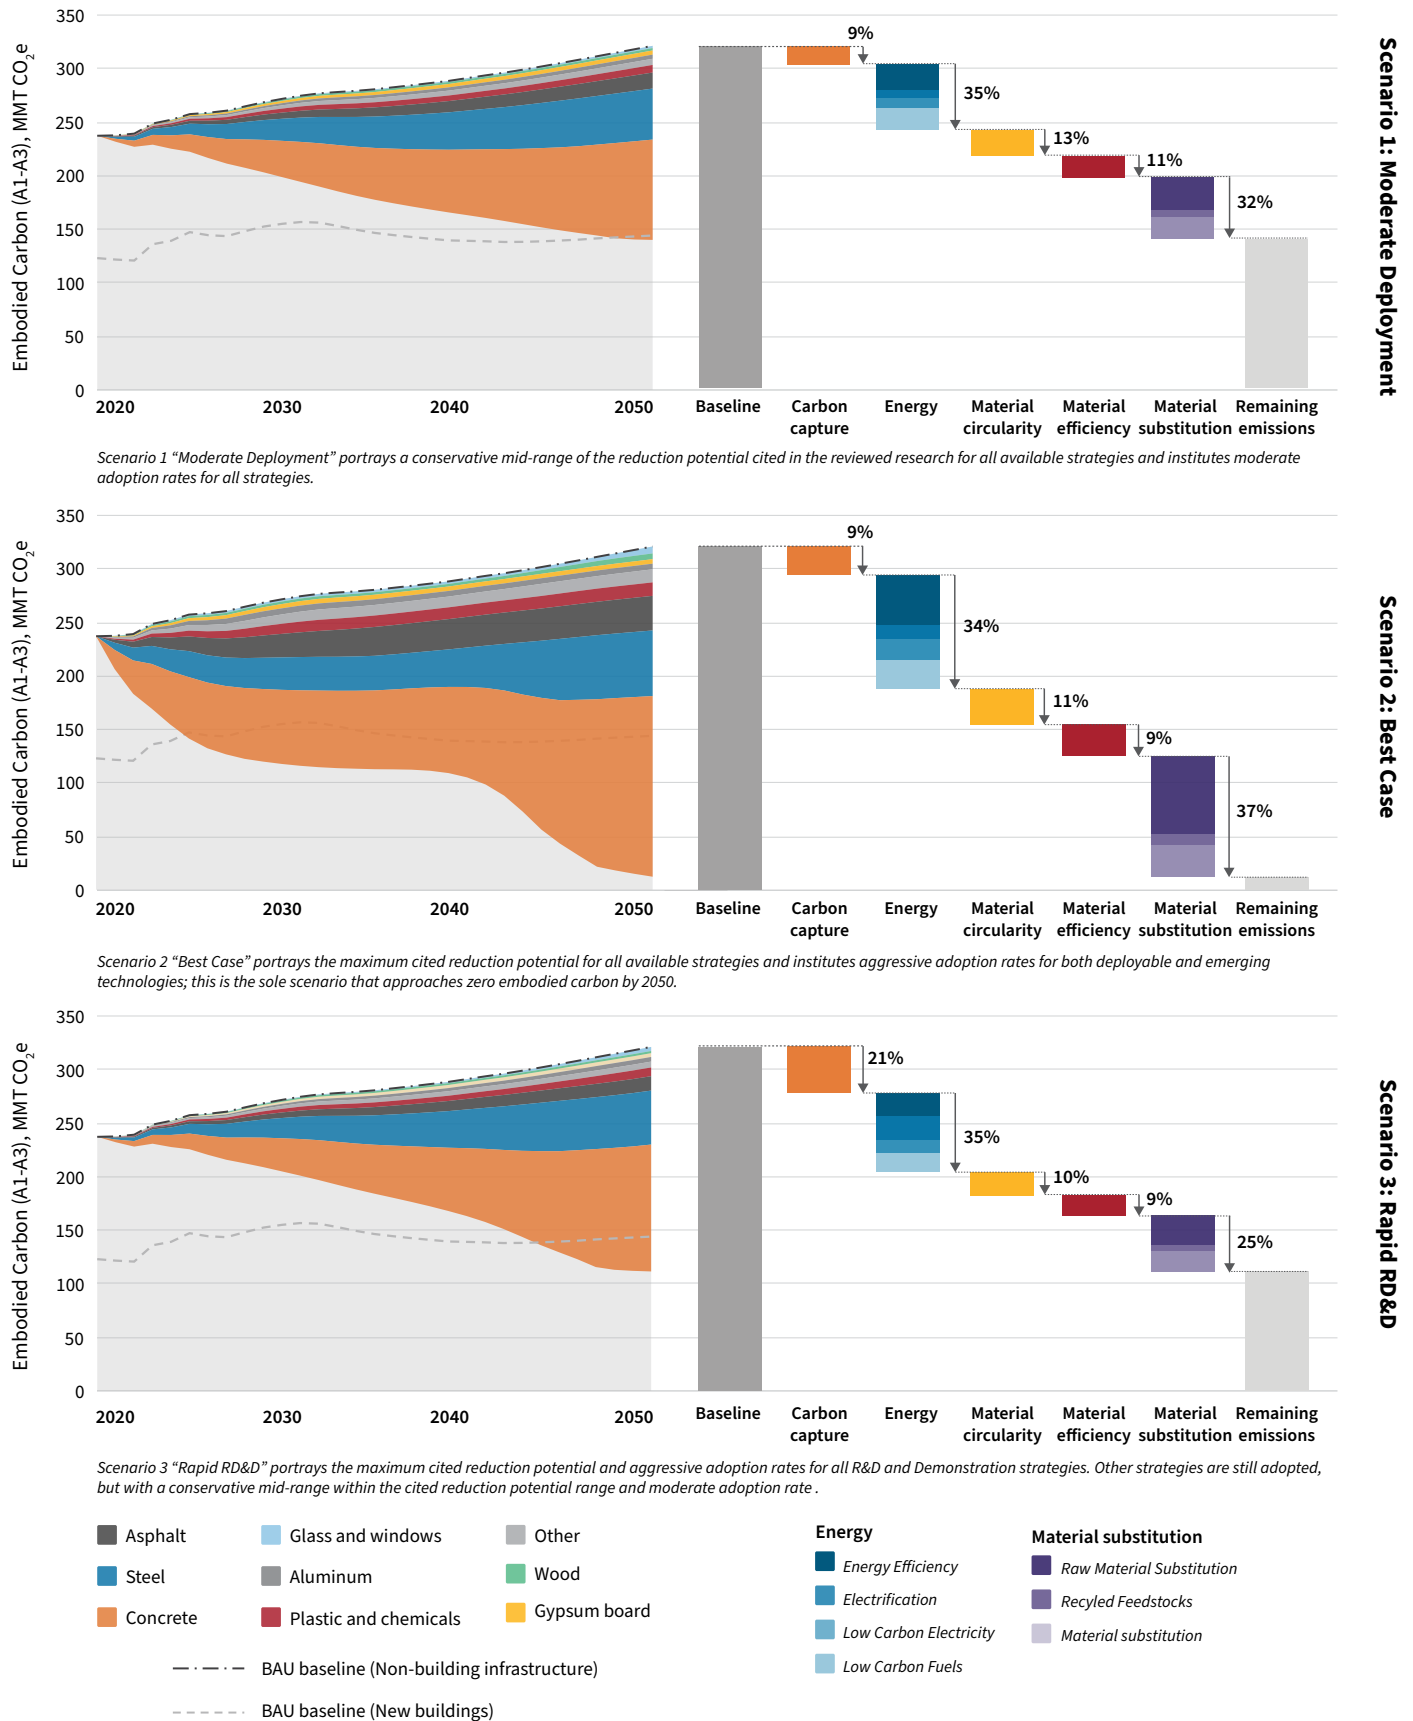 350
300
250
200
150
100
50
0
Embodied Carbon (A1-A3), MMT CO2e
2020
2030
2040
2050
9%
35%
13%
11%
32%
Baseline
Carbon capture
Energy
Material circularity
Material efficiency
Material substitution
Remaining emissions
Scenario 1: Moderate Deployment
Scenario 1 “Moderate Deployment” portrays a conservative mid-range of the reduction potential cited in the reviewed research for all available strategies and institutes moderate
adoption rates for all strategies.
350
300
250
200
150
100
50
0
Embodied Carbon (A1-A3), MMT CO2e
2020
2030
2040
2050
9%
34%
11%
9%
37%
Baseline
Carbon capture
Energy
Material circularity
Material efficiency
Material substitution
Remaining emissions
Scenario 2: Best Case
Scenario 2 “Best Case” portrays the maximum cited reduction potential for all available strategies and institutes aggressive adoption rates for both deployable and emerging
technologies; this is the sole scenario that approaches zero embodied carbon by 2050.
350
300
250
200
150
100
50
0
Embodied Carbon (A1-A3), MMT CO2e
2020
2030
2040
2050
21%
35%
10%
9%
25%
Baseline
Carbon capture
Energy
Material circularity
Material efficiency
Material substitution
Remaining emissions
Scenario 3: Rapid RD&D
Scenario 3 “Rapid RD&D” portrays the maximum cited reduction potential and aggressive adoption rates for all R&D and Demonstration strategies. Other strategies are still adopted,
but with a conservative mid-range within the cited reduction potential range and moderate adoption rate .
Asphalt
Steel
Concrete
Glass and windows
Aluminum
Plastic and chemicals
Other
Wood
Gypsum board
BAU baseline (Non-building infrastructure)
BAU baseline (New buildings)
Energy
Energy Efficiency
Electrification
Low Carbon Electricity
Low Carbon Fuels
Material substitution
Raw Material Substitution
Recyled Feedstocks
Material substitution